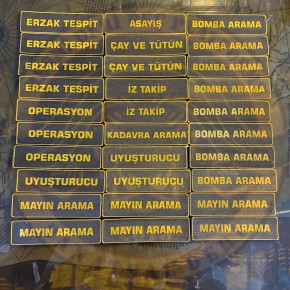 ERZAK TESPİT ASAYİŞ BOMBA ARAMA
ERZAK TESPİT ÇAY VE TÜTÜN BOMBA ARAMA
ERZAK TESPİT ÇAY VE TÜTÜN BOMBA ARAMA
ERZAK TESPİT İZ TAKİP BOMBA ARAMA
OPERASYON İZ TAKİP BOMBA ARAMA
OPERASYON KADAVRA ARAMA BOMBA ARAMA
OPERASYON UYUŞTURUCU BOMBA ARAMA
UYUŞTURUCU UYUŞTURUCU BOMBA ARAMA
MAYIN ARAMA MAYIN ARAMA MAYIN ARAMA
MAYIN ARAMA MAYIN ARAMA MAYIN ARAMA